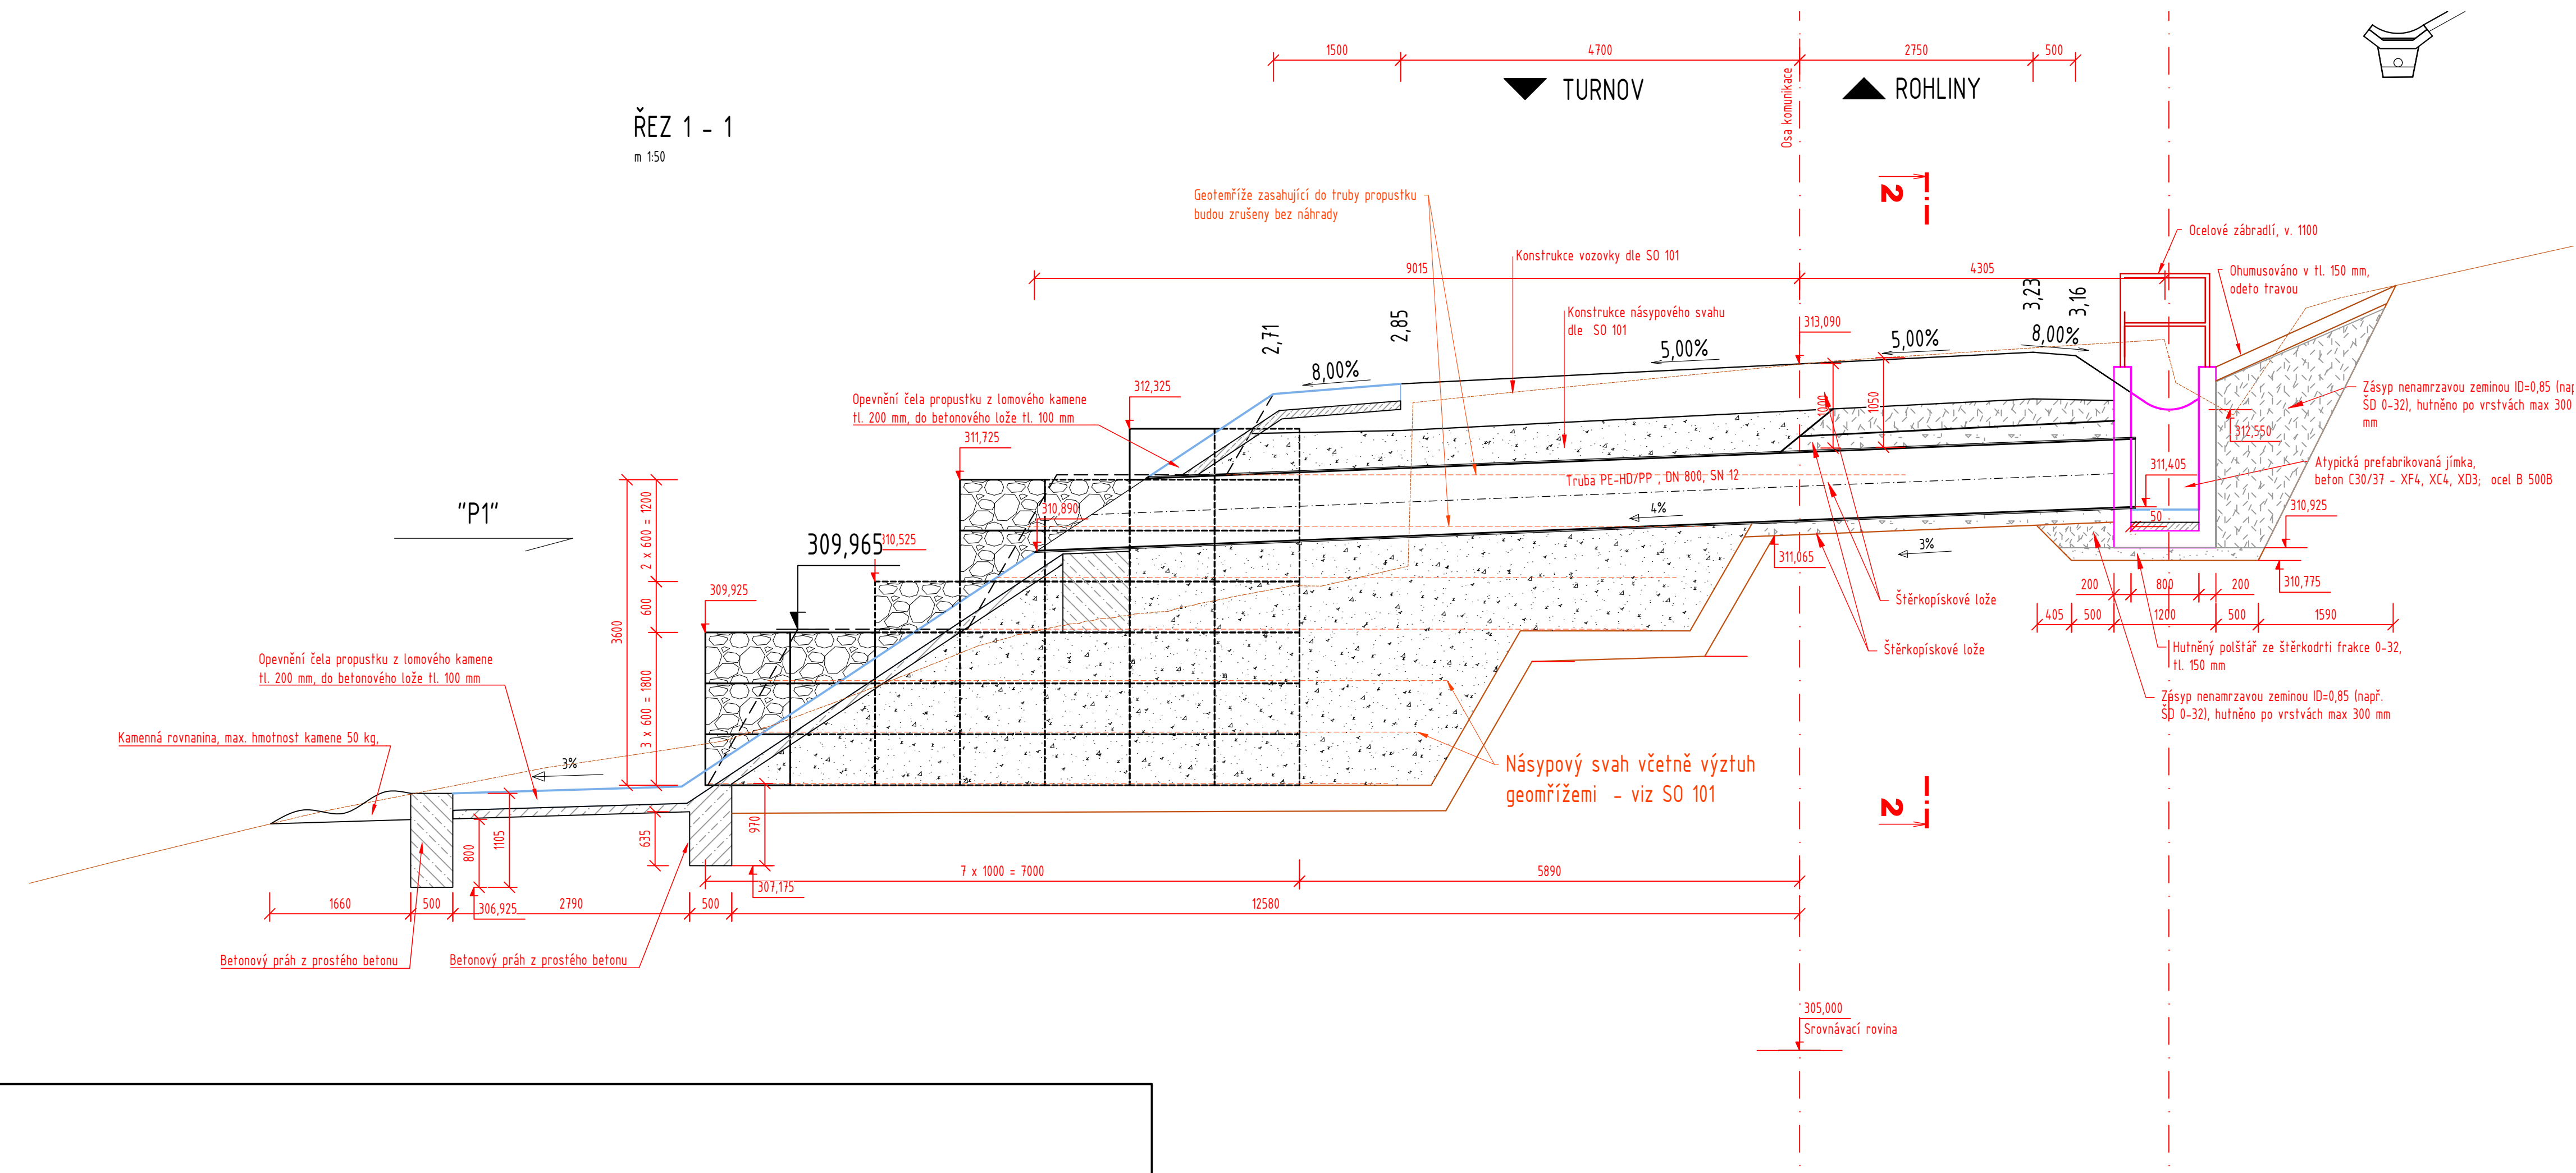 1500
4700
2750
500
TURNOV
ROHLINY
Osa komunikace
ŘEZ 1 - 1
m 1:50
2
Geotemříže zasahující do truby propustku
budou zrušeny bez náhrady
Ocelové zábradlí, v. 1100
Konstrukce vozovky dle SO 101
9015
4305
Ohumusováno v tl. 150 mm,
odeto travou
3,23
3,16
Konstrukce násypového svahu
dle SO 101
313,090
2,71
2,85
5,00%
5,00%
8,00%
8,00%
312,325
Opevnění čela propustku z lomového kamene
tl. 200 mm, do betonového lože tl. 100 mm
1000
1050
Zásyp nenamrzavou zeminou ID=0,85 (nap
ŠD 0-32), hutněno po vrstvách max 300
mm
312,550
311,725
311,405
Atypická prefabrikovaná jímka,
beton C30/37 - XF4, XC4, XD3; ocel B 500B
Truba PE-HD/PP , DN 800, SN 12
"P1"
2 x 600 = 1200
310,890
4%
50
310,925
309,965
310,525
3%
311,065
309,925
310,775
200
800
200
Štěrkopískové lože
600
3600
405
500
1200
500
1590
Štěrkopískové lože
Hutněný polštář ze štěrkodrti frakce 0-32,
tl. 150 mm
Opevnění čela propustku z lomového kamene
tl. 200 mm, do betonového lože tl. 100 mm
3 x 600 = 1800
Zásyp nenamrzavou zeminou ID=0,85 (např.
ŠD 0-32), hutněno po vrstvách max 300 mm
Kamenná rovnanina, max. hmotnost kamene 50 kg,
3%
Násypový svah včetně výztuh
geomřížemi - viz SO 101
2
800
1105
635
970
7 x 1000 = 7000
5890
307,175
306,925
1660
500
2790
500
12580
Betonový práh z prostého betonu
Betonový práh z prostého betonu
305,000
Srovnávací rovina